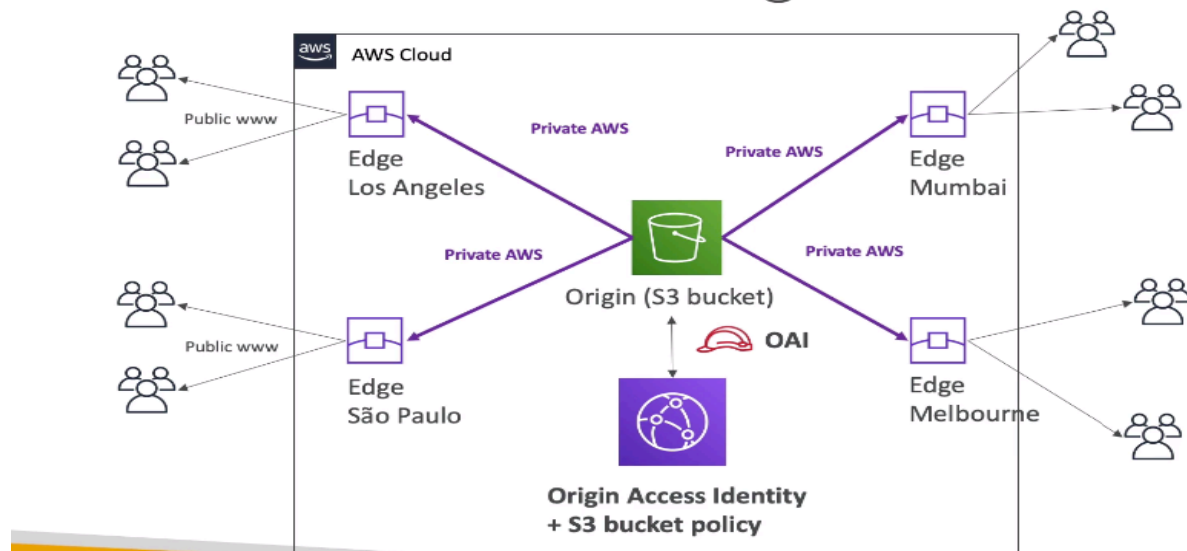 aws
AWS Cloud
Public www
Edge
Los Angeles
Private AWS
Private AWS
Edge
Mumbai
Private AWS
Private AWS
Origin (S3 bucket)
OAI
Public www
Edge
São Paulo
Edge
Melbourne
Origin Access Identity
+ S3 bucket policy